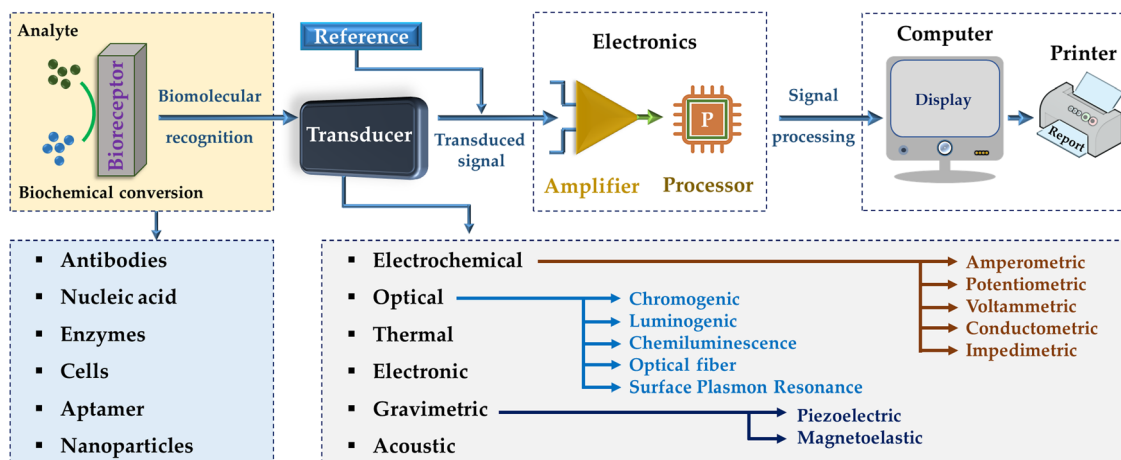 Analyte
Bioreceptor
Biochemical conversion
Biomolecular
recognition
Reference
Transducer
Transduced
signal
Electronics
P
Amplifier
Processor
Signal
processing
Computer
Display
Printer
Report
▪ Antibodies
▪ Nucleic acid
▪ Enzymes
▪ Cells
▪ Aptamer
▪ Nanoparticles
▪ Electrochemical
▪ Optical
▪ Thermal
▪ Electronic
▪ Gravimetric
▪ Acoustic
Chromogenic
Luminogenic
Chemiluminescence
Optical fiber
Surface Plasmon Resonance
Amperometric
Potentiometric
Voltammetric
Conductometric
Impedimetric
Piezoelectric
Magnetoelastic